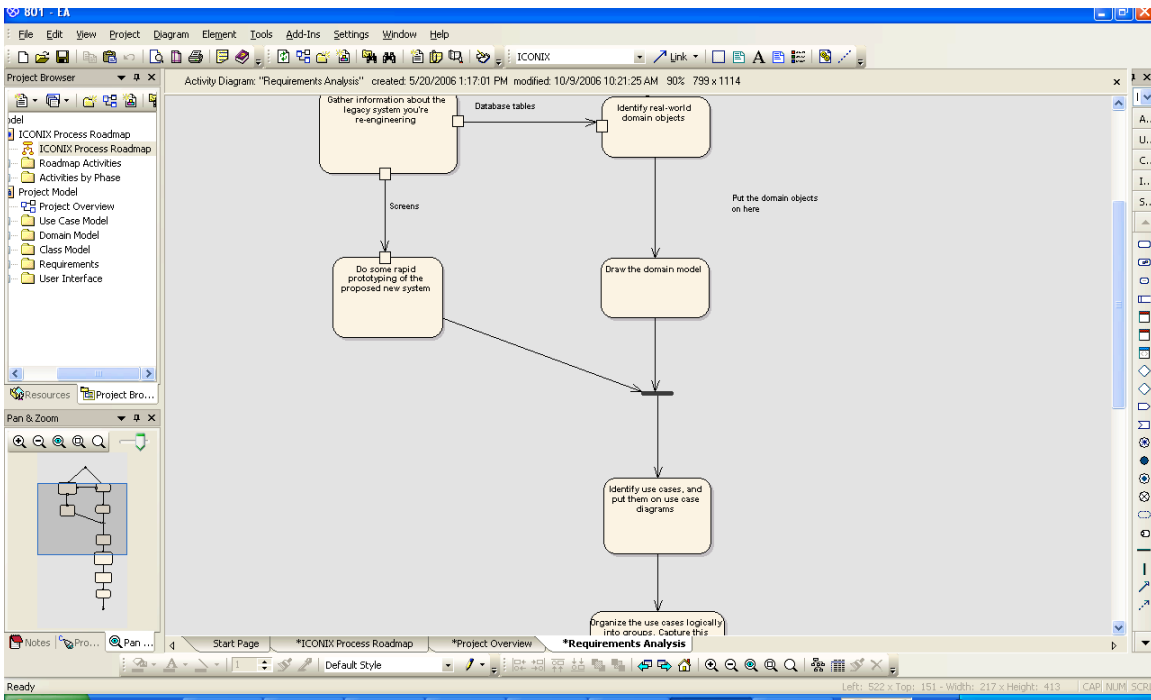 801 - EA
File Edit View Project Diagram Element Tools Add-Ins Settings Window Help
ICONIX
Link
Project Browser
Activity Diagram: "Requirements Analysis" created: 5/20/2006 1:17:01 PM modified: 10/9/2006 10:21:25 AM 90% 799 x 1114
ICONIX Process Roadmap
ICONIX Process Roadmap
Roadmap Activities
Activities by Phase
Project Model
Project Overview
Use Case Model
Domain Model
Class Model
Requirements
User Interface
Resources
Project Bro...
Pan & Zoom
Notes
Pro...
Pan ...
Gather information about the
legacy system you're
re-engineering
Database tables
Identify real-world
domain objects
Screens
Put the domain objects
on here
Do some rapid
prototyping of the
proposed new system
Draw the domain model
Identify use cases, and
put them on use case
diagrams
Organize the use cases logically
into groups. Capture this
A..
U..
C..
I..
S..
Start Page
*ICONIX Process Roadmap
*Project Overview
*Requirements Analysis
1
Default Style
Ready
Left: 522 x Top: 151 - Width: 217 x Height: 413
CAP NUM SCR